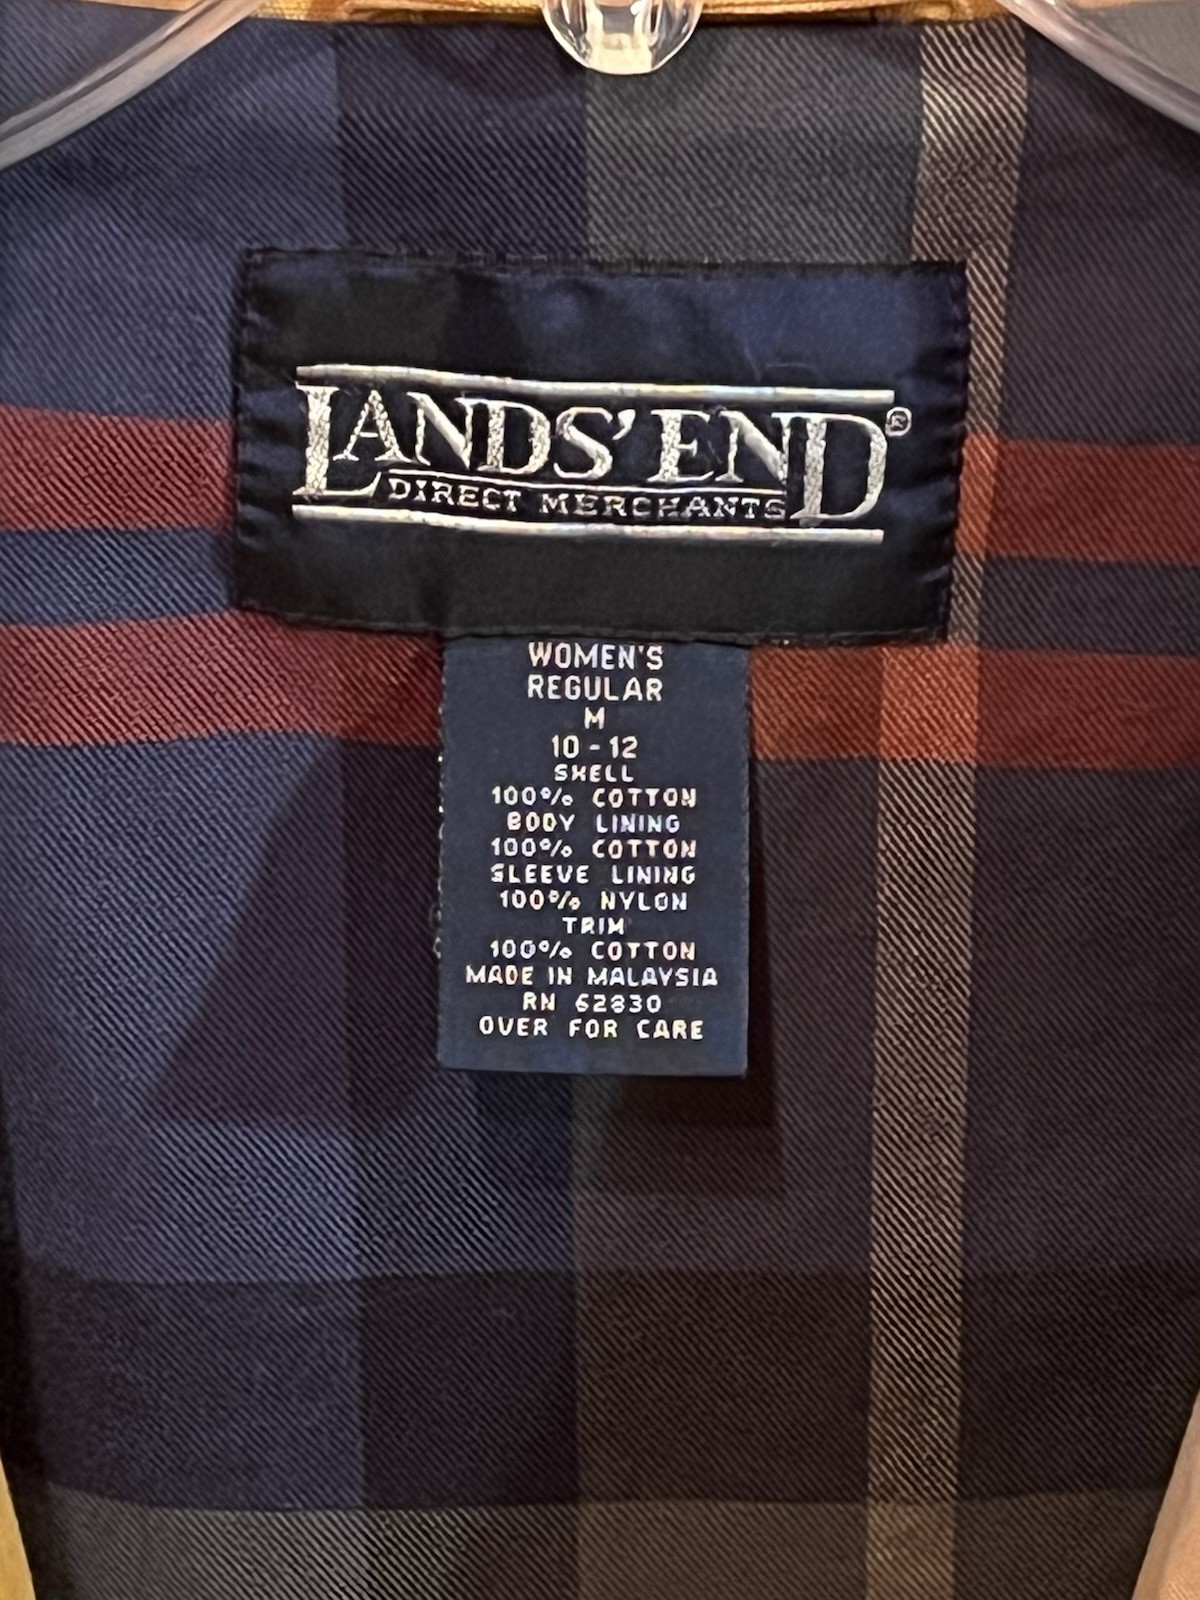 LANDS' END®
DIRECT MERCHANTS
WOMEN'S
REGULAR
M
10-12
SHELL
100% COTTON
BODY LINING
100% COTTON
SLEEVE LINING
100% NYLON
TRIM
100% COTTON
MADE IN MALAYSIA
RN 62830
OVER FOR CARE